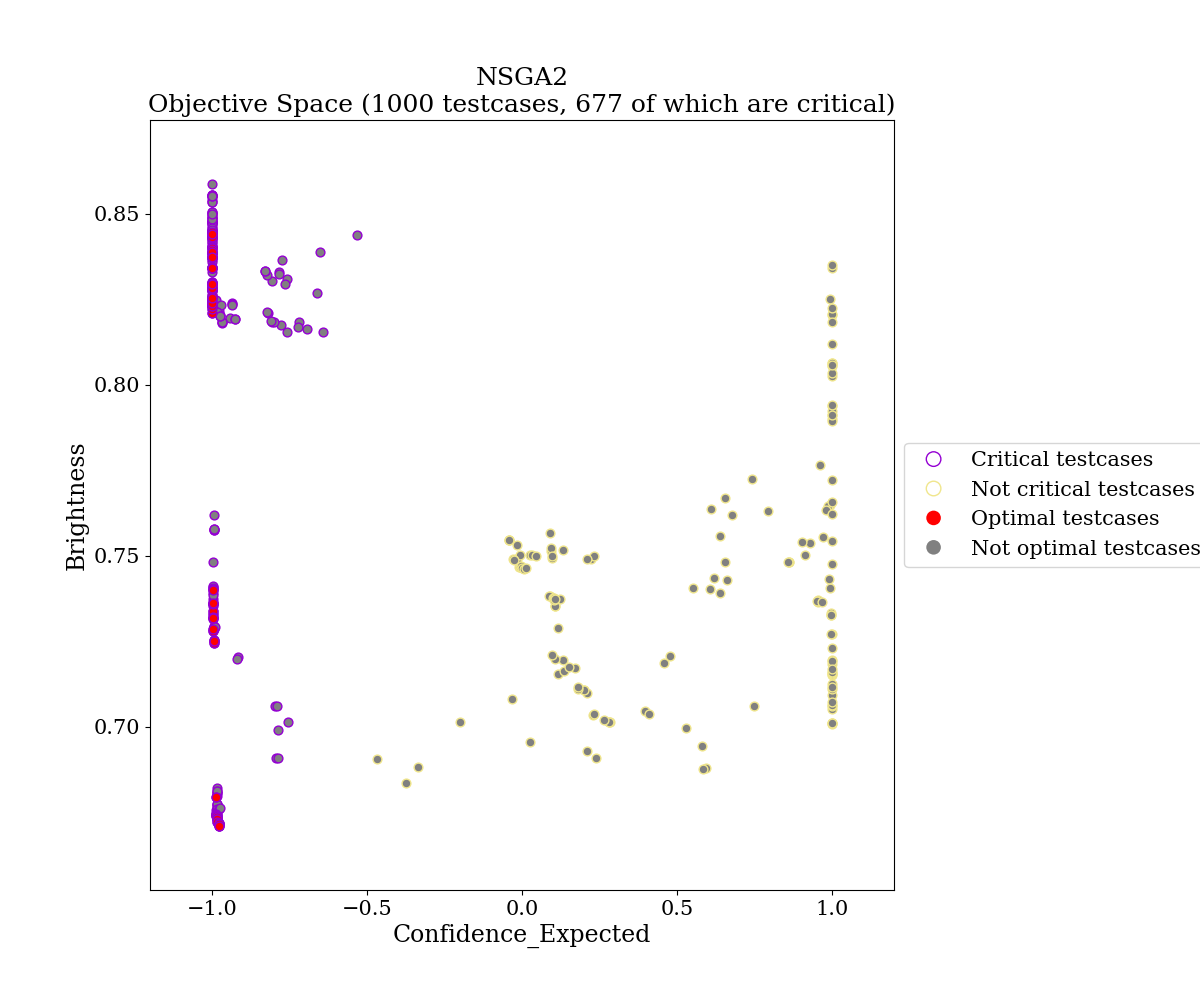 NSGA2
Objective Space (1000 testcases, 677 of which are critical)
0.85
0.80
0.75
0.70
Brightness
−1.0
−0.5
0.0
0.5
1.0
Confidence_Expected
Critical testcases
Not critical testcases
Optimal testcases
Not optimal testcases